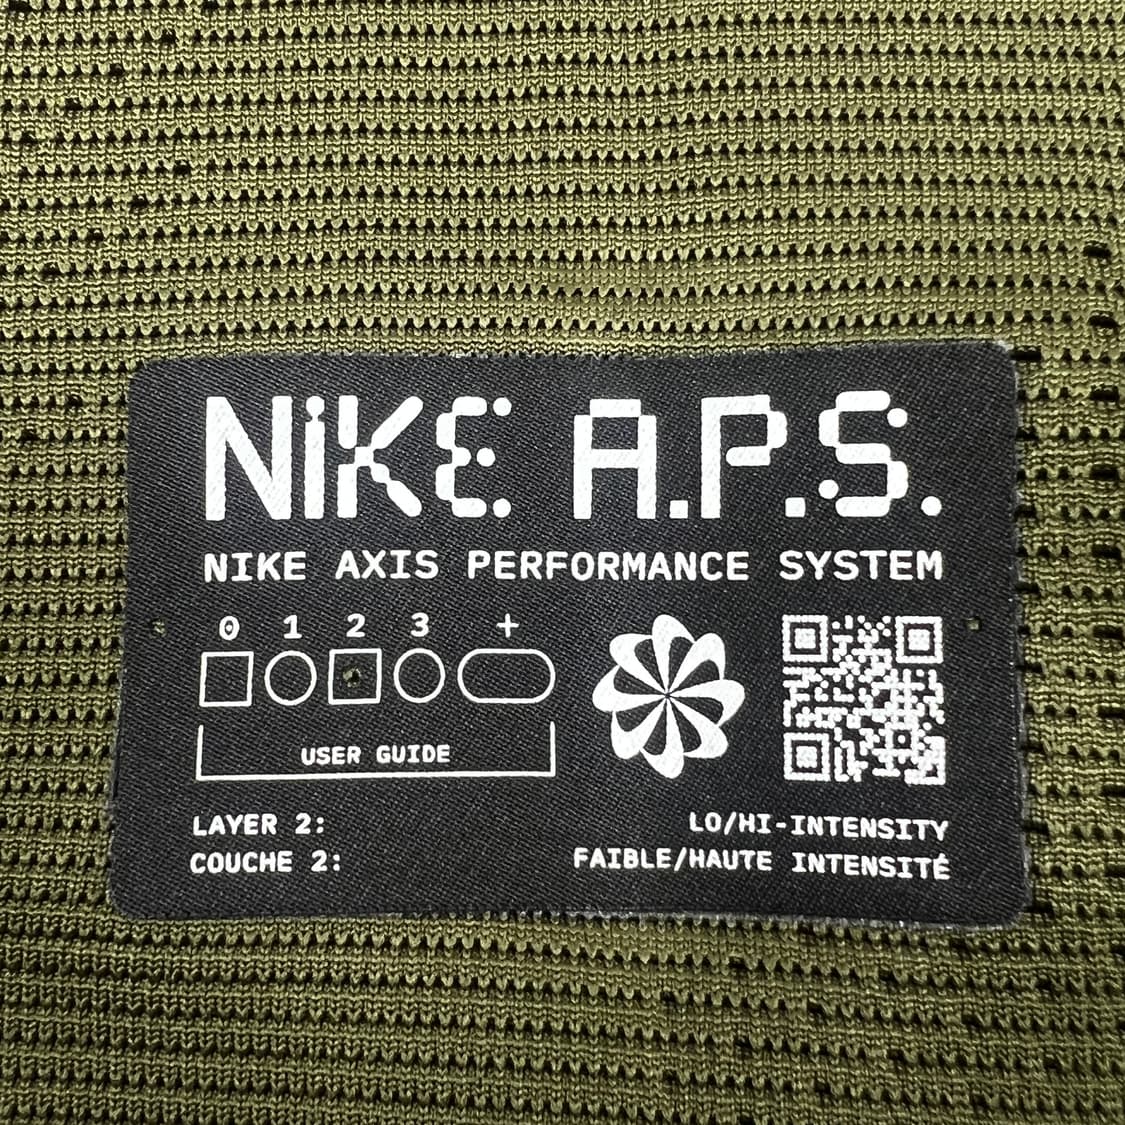 NIKE A.P.S.
NIKE AXIS PERFORMANCE SYSTEM
0 1 2 3 +
USER GUIDE
LAYER 2: LO/HI-INTENSITY
COUCHE 2: FAIBLE/HAUTE INTENSITÉ